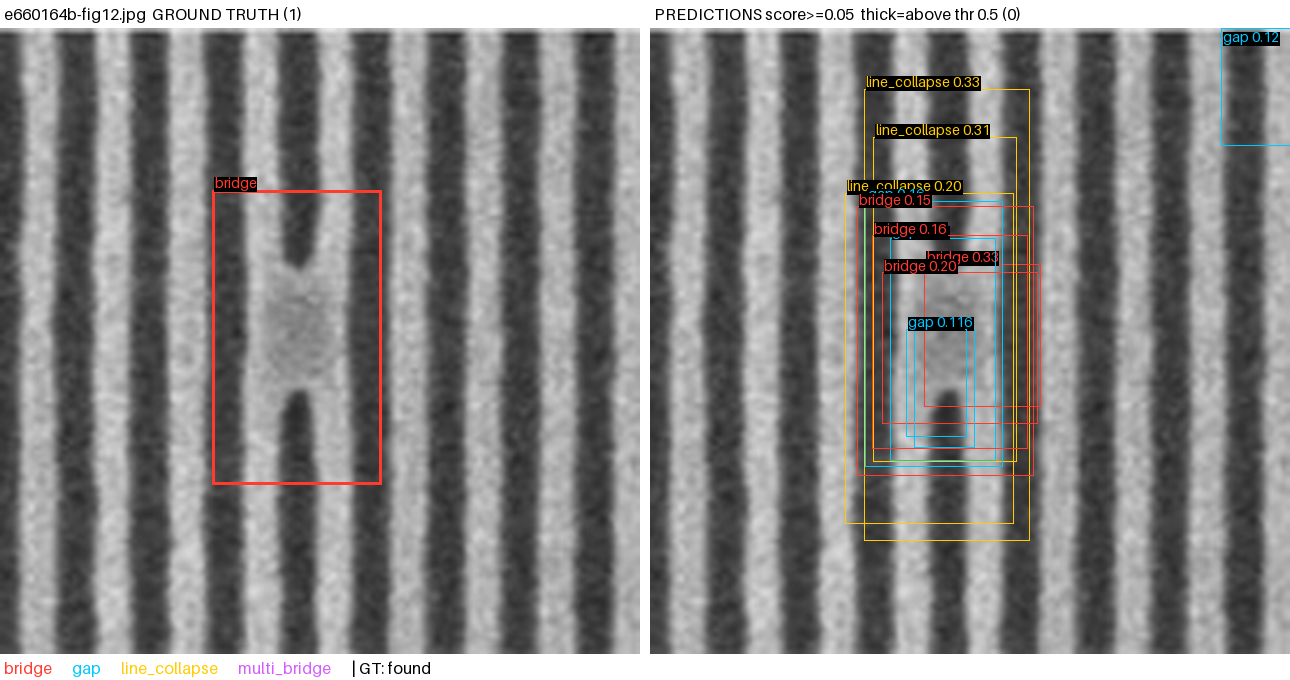 e660164b-fig12.jpg GROUND TRUTH (1)
PREDICTIONS score>=0.05 thick=above thr 0.5 (0)
gap 0.12
line_collapse 0.33
line_collapse 0.31
line_collapse 0.20
bridge
bridge 0.15
bridge 0.16
bridge 0.33
bridge 0.20
gap 0.116
bridge gap line_collapse multi_bridge | GT: found